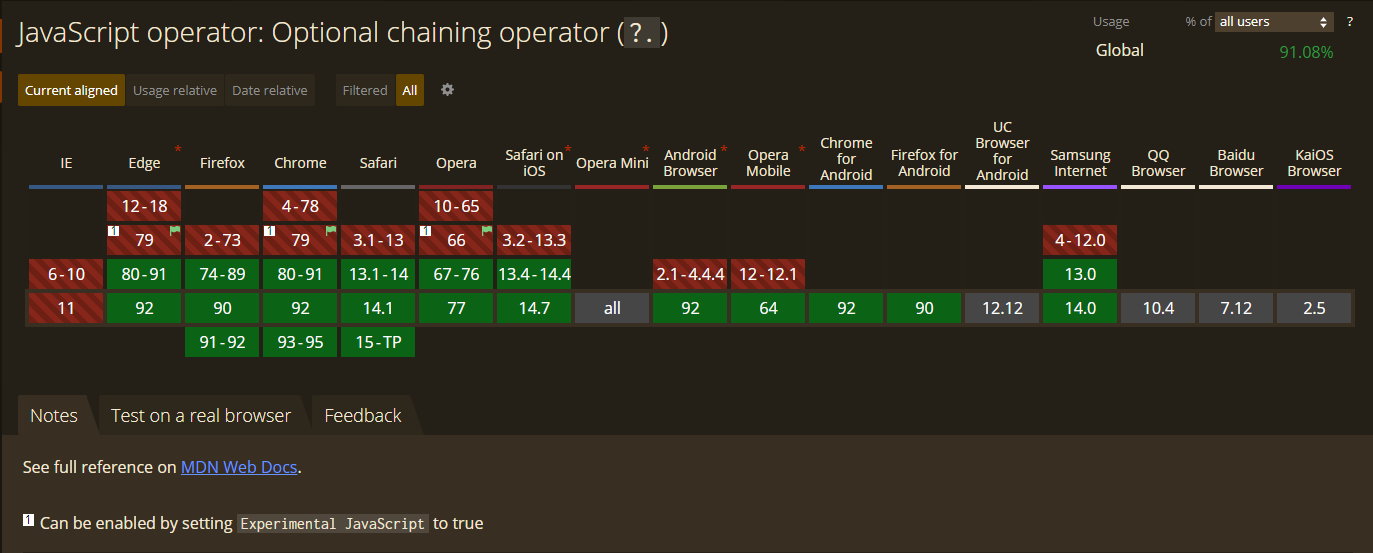 JavaScript operator: Optional chaining operator (?.)
Usage % of all users ?
Global 91.08%
Current aligned Usage relative Date relative Filtered All
IE Edge * Firefox Chrome Safari Opera Safari on iOS * Opera Mini * Android Browser * Opera Mobile * Chrome for Android Firefox for Android UC Browser for Android Samsung Internet QQ Browser Baidu Browser KaiOS Browser
12-18 4-78 10-65
1 79 2-73 1 79 3.1-13 1 66 3.2-13.3 4-12.0
6-10 80-91 74-89 80-91 13.1-14 67-76 13.4-14.4 2.1-4.4.4 12-12.1 13.0
11 92 90 92 14.1 77 14.7 all 92 64 92 90 12.12 14.0 10.4 7.12 2.5
91-92 93-95 15-TP
Notes Test on a real browser Feedback
See full reference on MDN Web Docs.
1 Can be enabled by setting Experimental JavaScript to true